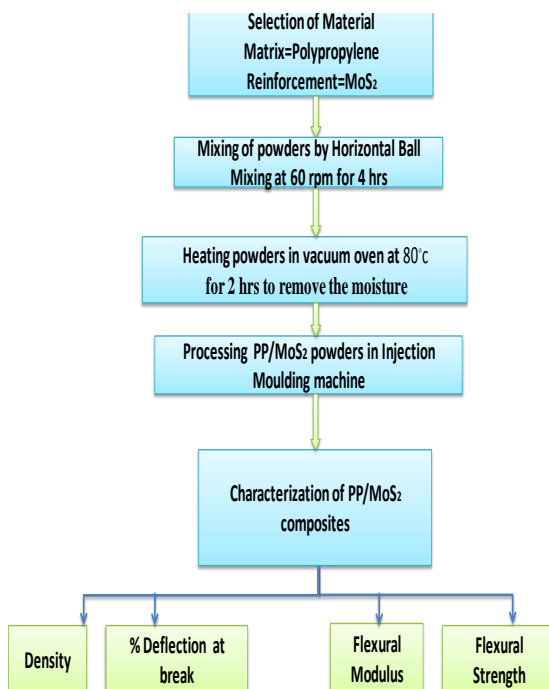 Selection of Material
Matrix=Polypropylene
Reinforcement=MoS₂
Mixing of powders by Horizontal Ball
Mixing at 60 rpm for 4 hrs
Heating powders in vacuum oven at 80°c
for 2 hrs to remove the moisture
Processing PP/MoS₂ powders in Injection
Moulding machine
Characterization of PP/MoS₂
composites
Density
% Deflection at
break
Flexural
Modulus
Flexural
Strength